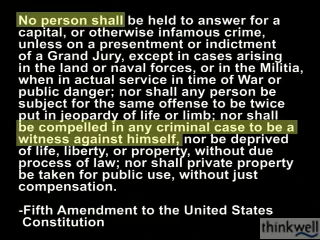 No person shall be held to answer for a
capital, or otherwise infamous crime,
unless on a presentment or indictment
of a Grand Jury, except in cases arising
in the land or naval forces, or in the Militia,
when in actual service in time of War or
public danger; nor shall any person be
subject for the same offense to be twice
put in jeopardy of life or limb; nor shall
be compelled in any criminal case to be a
witness against himself, nor be deprived
of life, liberty, or property, without due
process of law; nor shall private property
be taken for public use, without just
compensation.
-Fifth Amendment to the United States
Constitution
thinkwell